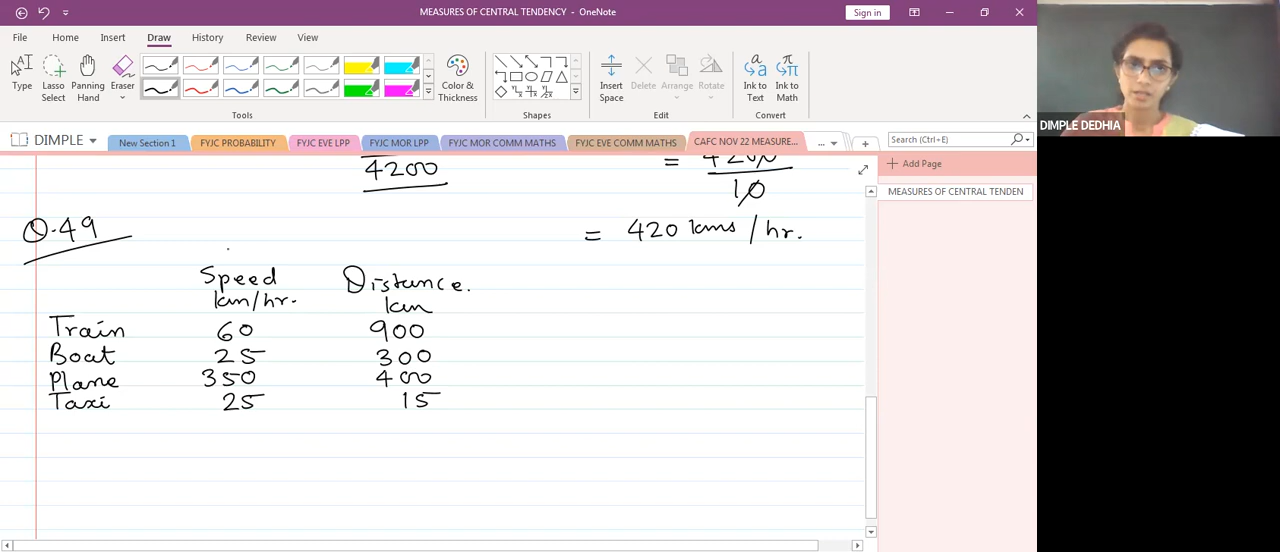 MEASURES OF CENTRAL TENDENCY - OneNote
Sign in
File Home Insert Draw History Review View
Type
Lasso Select
Panning Hand
Eraser
Color & Thickness
Insert Space
Delete
Arrange
Rotate
Ink to Text
Ink to Math
Tools
Shapes
Edit
Convert
DIMPLE
New Section 1
FYJC PROBABILITY
FYJC EVE LPP
FYJC MOR LPP
FYJC MOR COMM MATHS
FYJC EVE COMM MATHS
CAFC NOV 22 MEASURE...
Search (Ctrl+E)
DIMPLE DEDHIA
Add Page
MEASURES OF CENTRAL TENDEN
4200
= 4200
10
= 420 kms / hr.
Q.49
Speed Distance.
km/hr. km
Train 60 900
Boat 25 300
Plane 350 400
Taxi 25 15